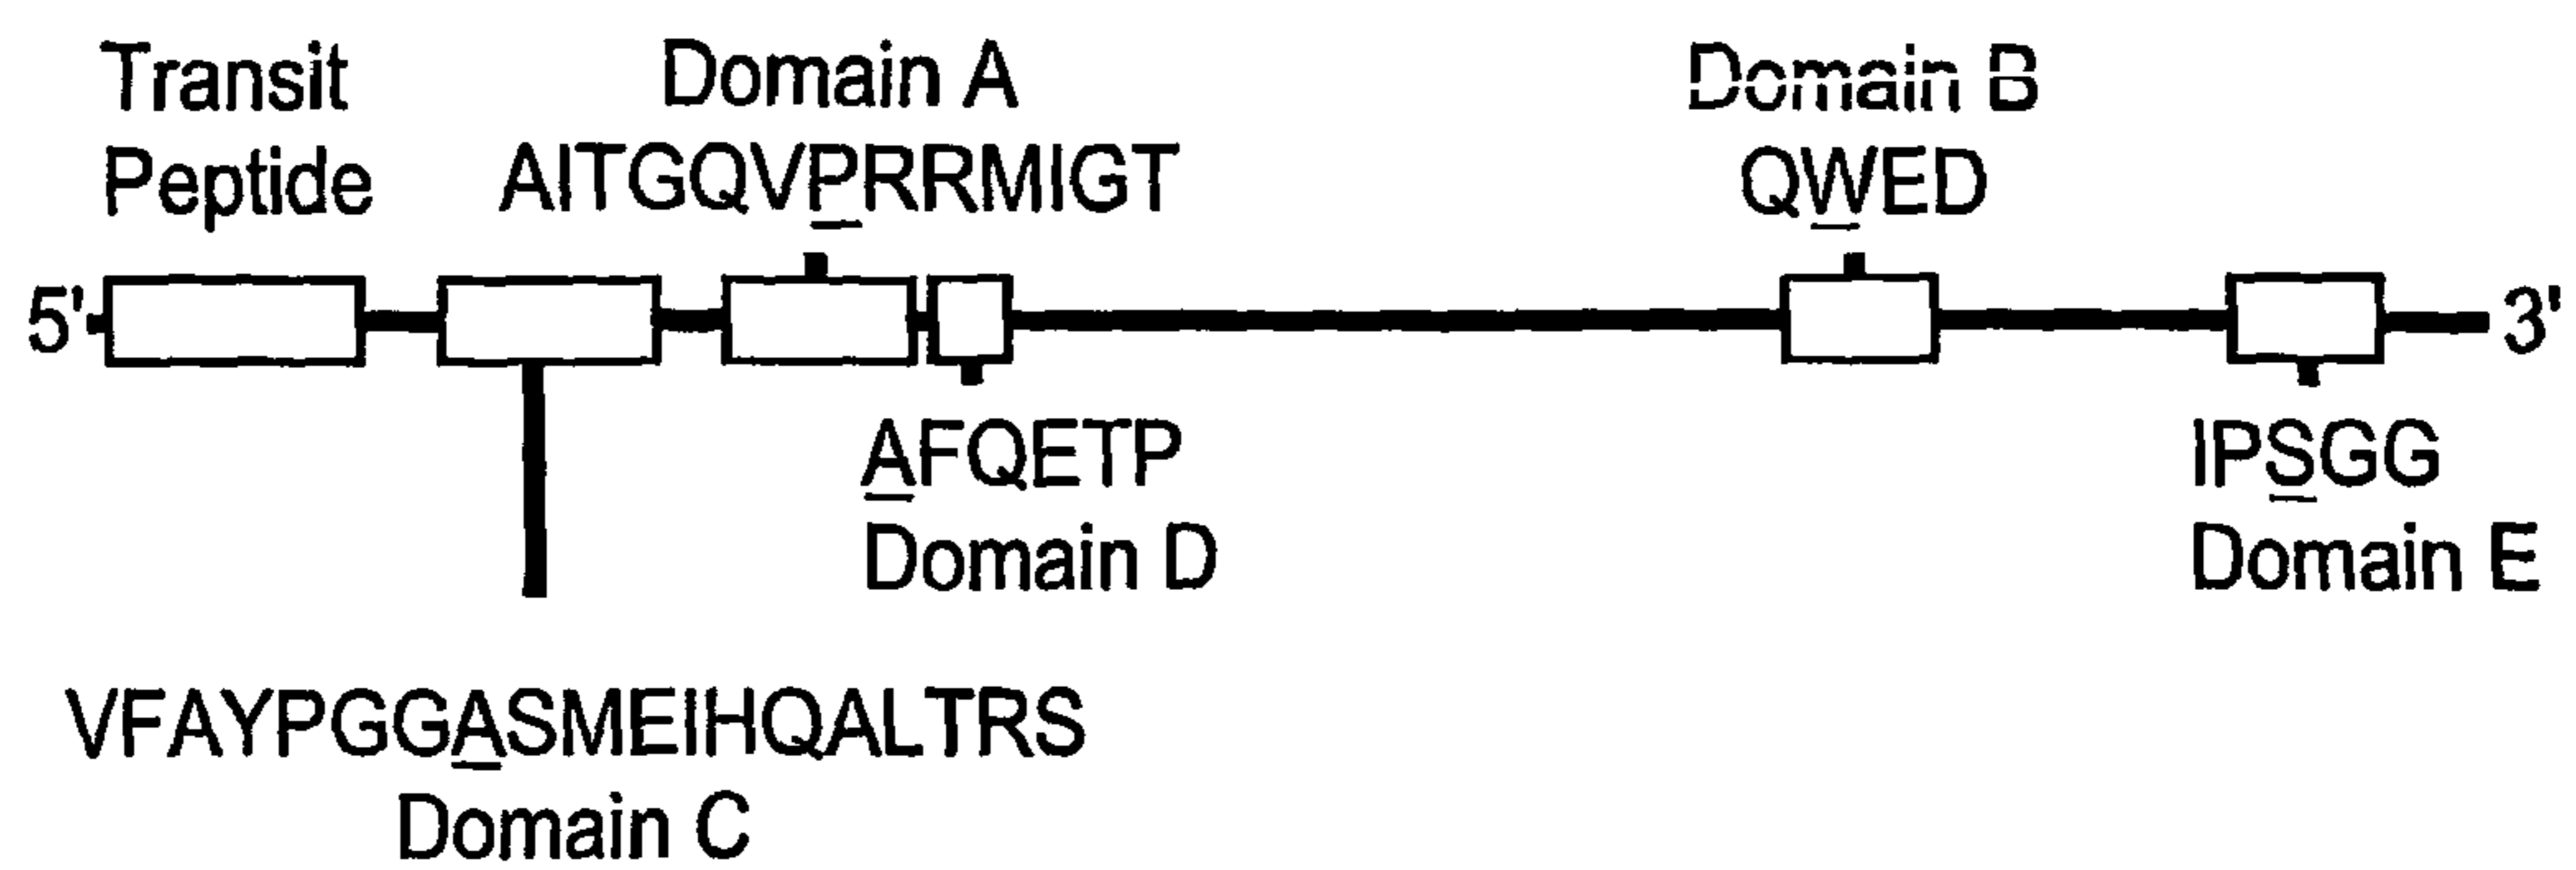 Transit
Peptide
Domain A
AITGQVPRRMIGT
Domain B
QWED
5'
3'
AFQETP
Domain D
IPSGG
Domain E
VFAYPGGASMEIHQALTRS
Domain C